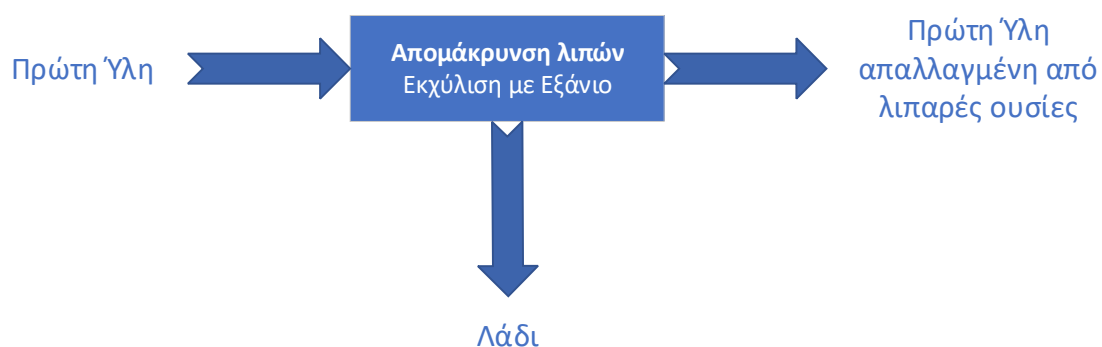 Πρώτη Ύλη
Απομάκρυνση λιπών
Εκχύλιση με Εξάνιο
Πρώτη Ύλη
απαλλαγμένη από
λιπαρές ουσίες
Λάδι